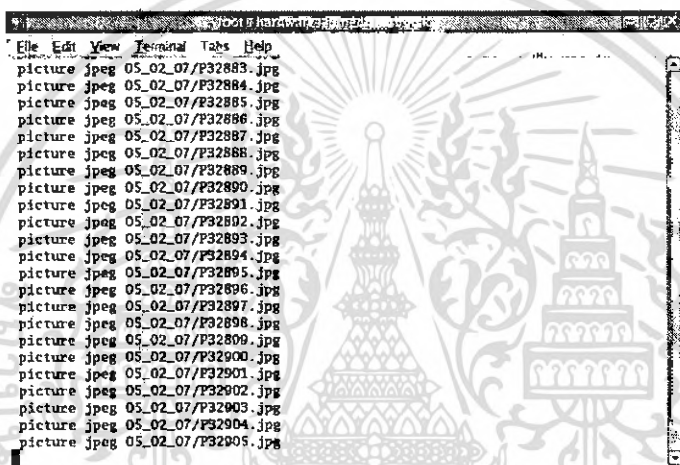 root
File Edit View Terminal Tabs Help
picture jpeg 05_02_07/P32883.jpg
picture jpeg 05_02_07/P32884.jpg
picture jpeg 05_02_07/P32885.jpg
picture jpeg 05_02_07/P32886.jpg
picture jpeg 05_02_07/P32887.jpg
picture jpeg 05_02_07/P32888.jpg
picture jpeg 05_02_07/P32889.jpg
picture jpeg 05_02_07/P32890.jpg
picture jpeg 05_02_07/P32891.jpg
picture jpeg 05_02_07/P32892.jpg
picture jpeg 05_02_07/P32893.jpg
picture jpeg 05_02_07/P32894.jpg
picture jpeg 05_02_07/P32895.jpg
picture jpeg 05_02_07/P32896.jpg
picture jpeg 05_02_07/P32897.jpg
picture jpeg 05_02_07/P32898.jpg
picture jpeg 05_02_07/P32899.jpg
picture jpeg 05_02_07/P32900.jpg
picture jpeg 05_02_07/P32901.jpg
picture jpeg 05_02_07/P32902.jpg
picture jpeg 05_02_07/P32903.jpg
picture jpeg 05_02_07/P32904.jpg
picture jpeg 05_02_07/P32905.jpg